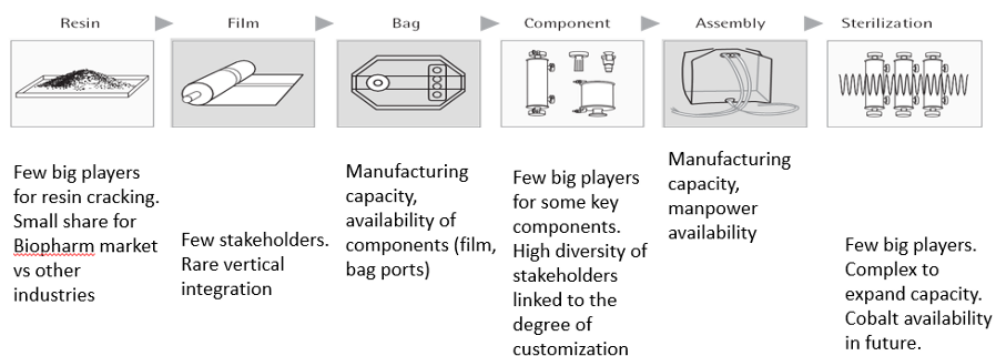 Resin
Film
Bag
Component
Assembly
Sterilization
Few big players
for resin cracking.
Small share for
Biopharm market
vs other
industries
Few stakeholders.
Rare vertical
integration
Manufacturing
capacity,
availability of
components (film,
bag ports)
Few big players
for some key
components.
High diversity of
stakeholders
linked to the
degree of
customization
Manufacturing
capacity,
manpower
availability
Few big players.
Complex to
expand capacity.
Cobalt availability
in future.